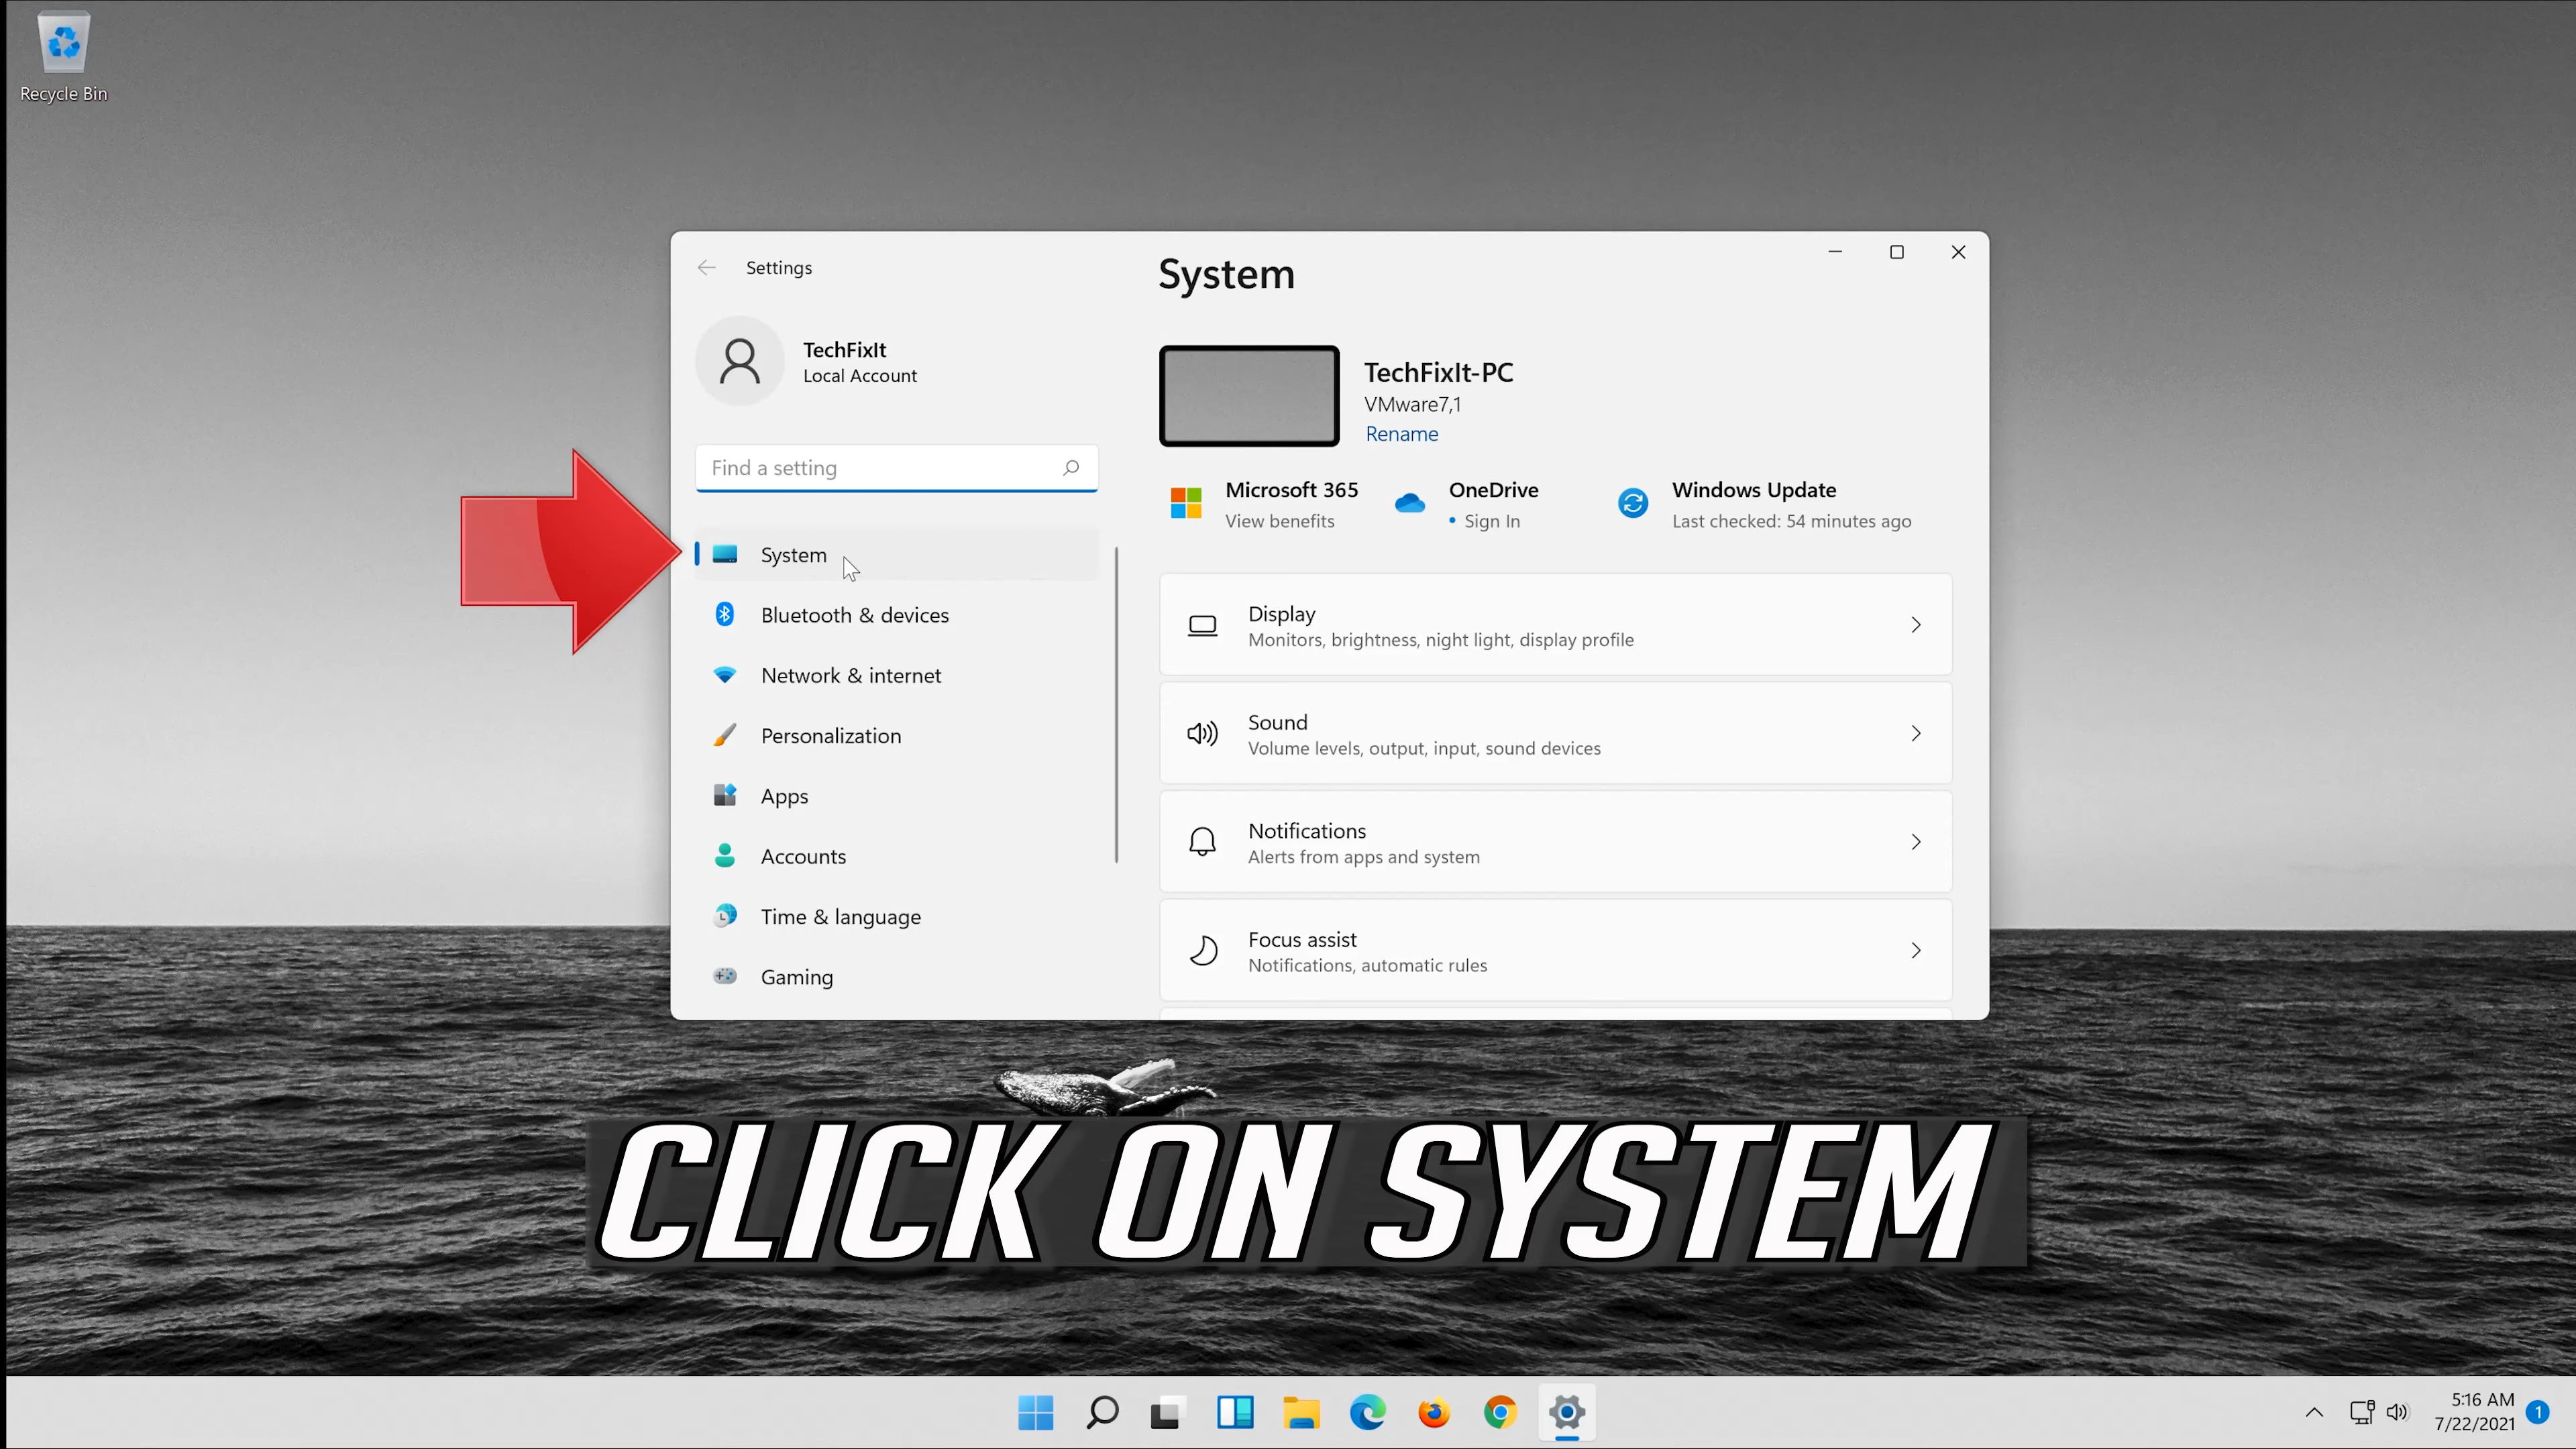 Recycle Bin
Settings
TechFixIt
Local Account
Find a setting
System
Bluetooth & devices
Network & internet
Personalization
Apps
Accounts
Time & language
Gaming
System
TechFixIt-PC
VMware7,1
Rename
Microsoft 365
View benefits
OneDrive
• Sign In
Windows Update
Last checked: 54 minutes ago
Display
Monitors, brightness, night light, display profile
Sound
Volume levels, output, input, sound devices
Notifications
Alerts from apps and system
Focus assist
Notifications, automatic rules
CLICK ON SYSTEM
5:16 AM
7/22/2021
1